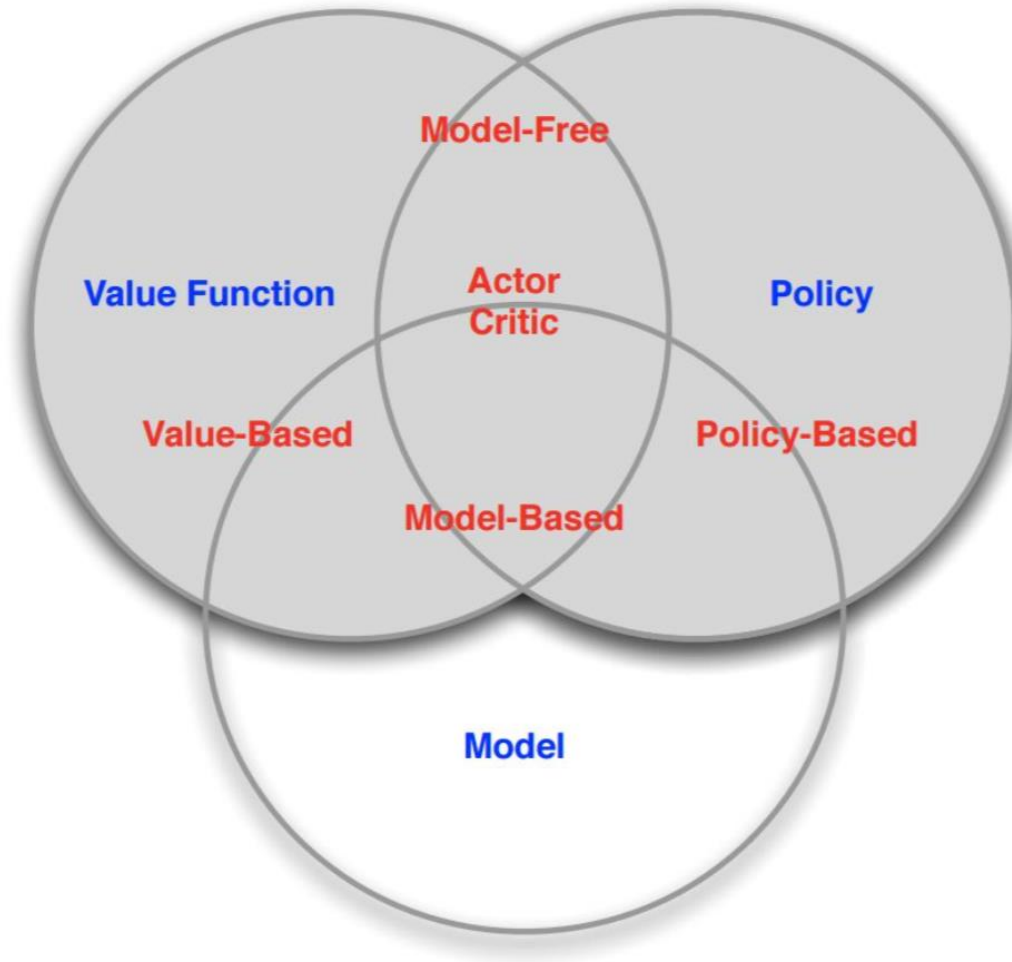 Model-Free
Value Function
Actor
Critic
Policy
Value-Based
Policy-Based
Model-Based
Model